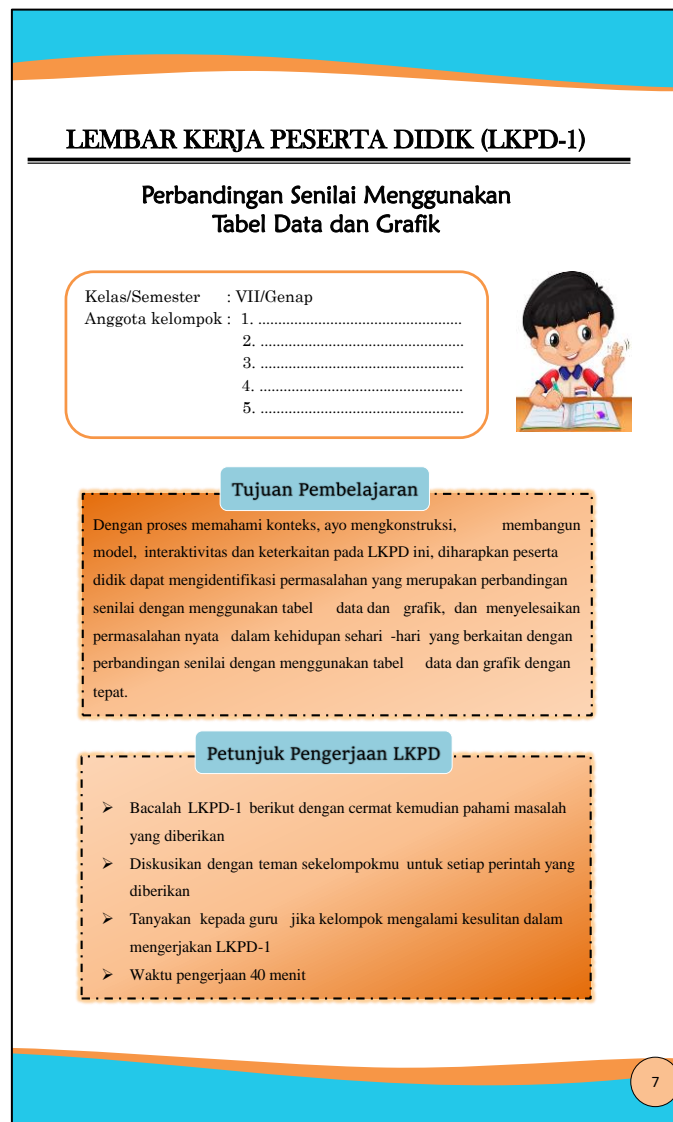 LEMBAR KERJA PESERTA DIDIK (LKPD-1)
Perbandingan Senilai Menggunakan
Tabel Data dan Grafik
Kelas/Semester : VII/Genap
Anggota kelompok : 1. ..................................................
2. ..................................................
3. ..................................................
4. ..................................................
5. ..................................................
Tujuan Pembelajaran
Dengan proses memahami konteks, ayo mengkonstruksi, membangun
model, interaktivitas dan keterkaitan pada LKPD ini, diharapkan peserta
didik dapat mengidentifikasi permasalahan yang merupakan perbandingan
senilai dengan menggunakan tabel data dan grafik, dan menyelesaikan
permasalahan nyata dalam kehidupan sehari -hari yang berkaitan dengan
perbandingan senilai dengan menggunakan tabel data dan grafik dengan
tepat.
Petunjuk Pengerjaan LKPD
➢ Bacalah LKPD-1 berikut dengan cermat kemudian pahami masalah
yang diberikan
➢ Diskusikan dengan teman sekelompokmu untuk setiap perintah yang
diberikan
➢ Tanyakan kepada guru jika kelompok mengalami kesulitan dalam
mengerjakan LKPD-1
➢ Waktu pengerjaan 40 menit
7